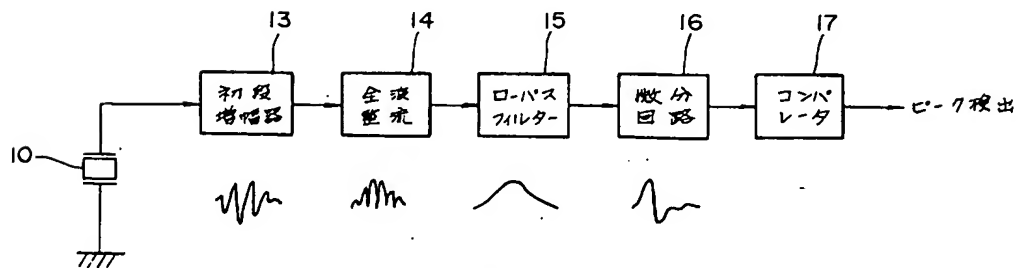 13
14
15
16
17
初段
増幅路
全波
整流
ローパス
フィルター
微分
回路
コンパ
レータ
ピーク検出
10